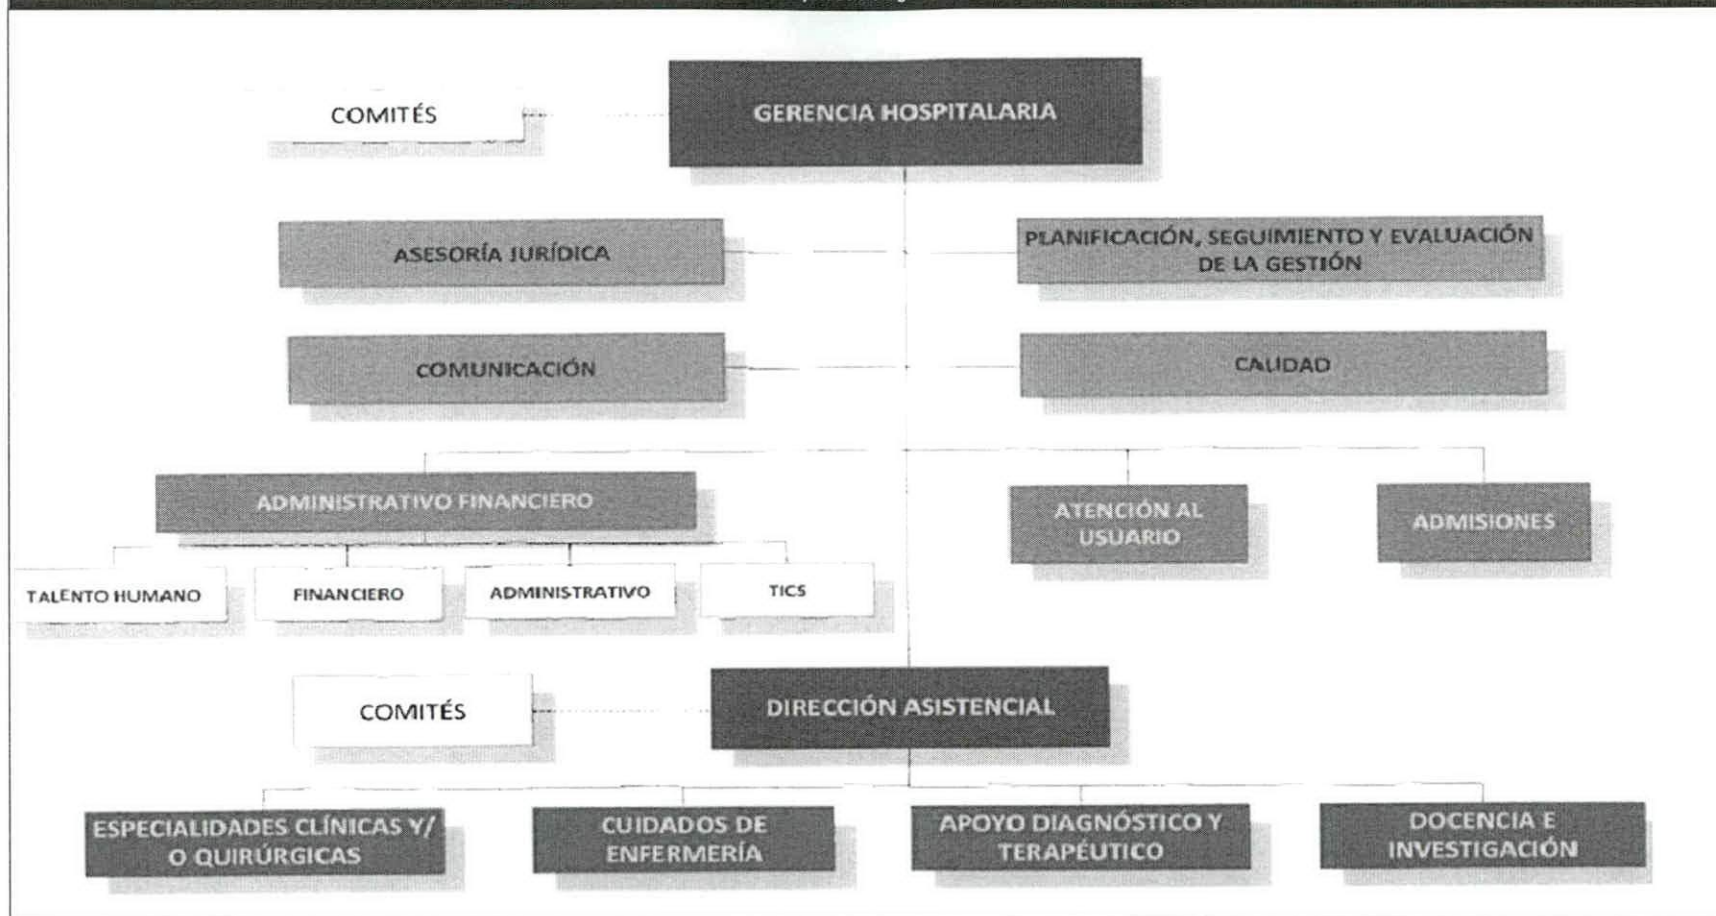 COMITÉS
GERENCIA HOSPITALARIA
ASESORÍA JURÍDICA
PLANIFICACIÓN, SEGUIMIENTO Y EVALUACIÓN
DE LA GESTIÓN
COMUNICACIÓN
CALIDAD
ADMINISTRATIVO FINANCIERO
ATENCIÓN AL
USUARIO
ADMISIONES
TALENTO HUMANO
FINANCIERO
ADMINISTRATIVO
TICS
COMITÉS
DIRECCIÓN ASISTENCIAL
ESPECIALIDADES CLÍNICAS Y/
O QUIRÚRGICAS
CUIDADOS DE
ENFERMERÍA
APOYO DIAGNÓSTICO Y
TERAPÉUTICO
DOCENCIA E
INVESTIGACIÓN